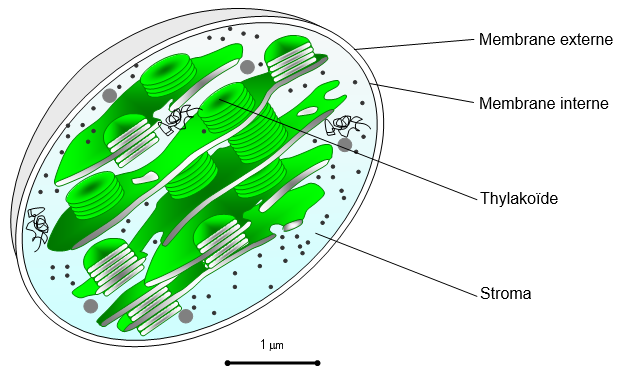 Membrane externe
Membrane interne
Thylakoïde
Stroma
1 µm